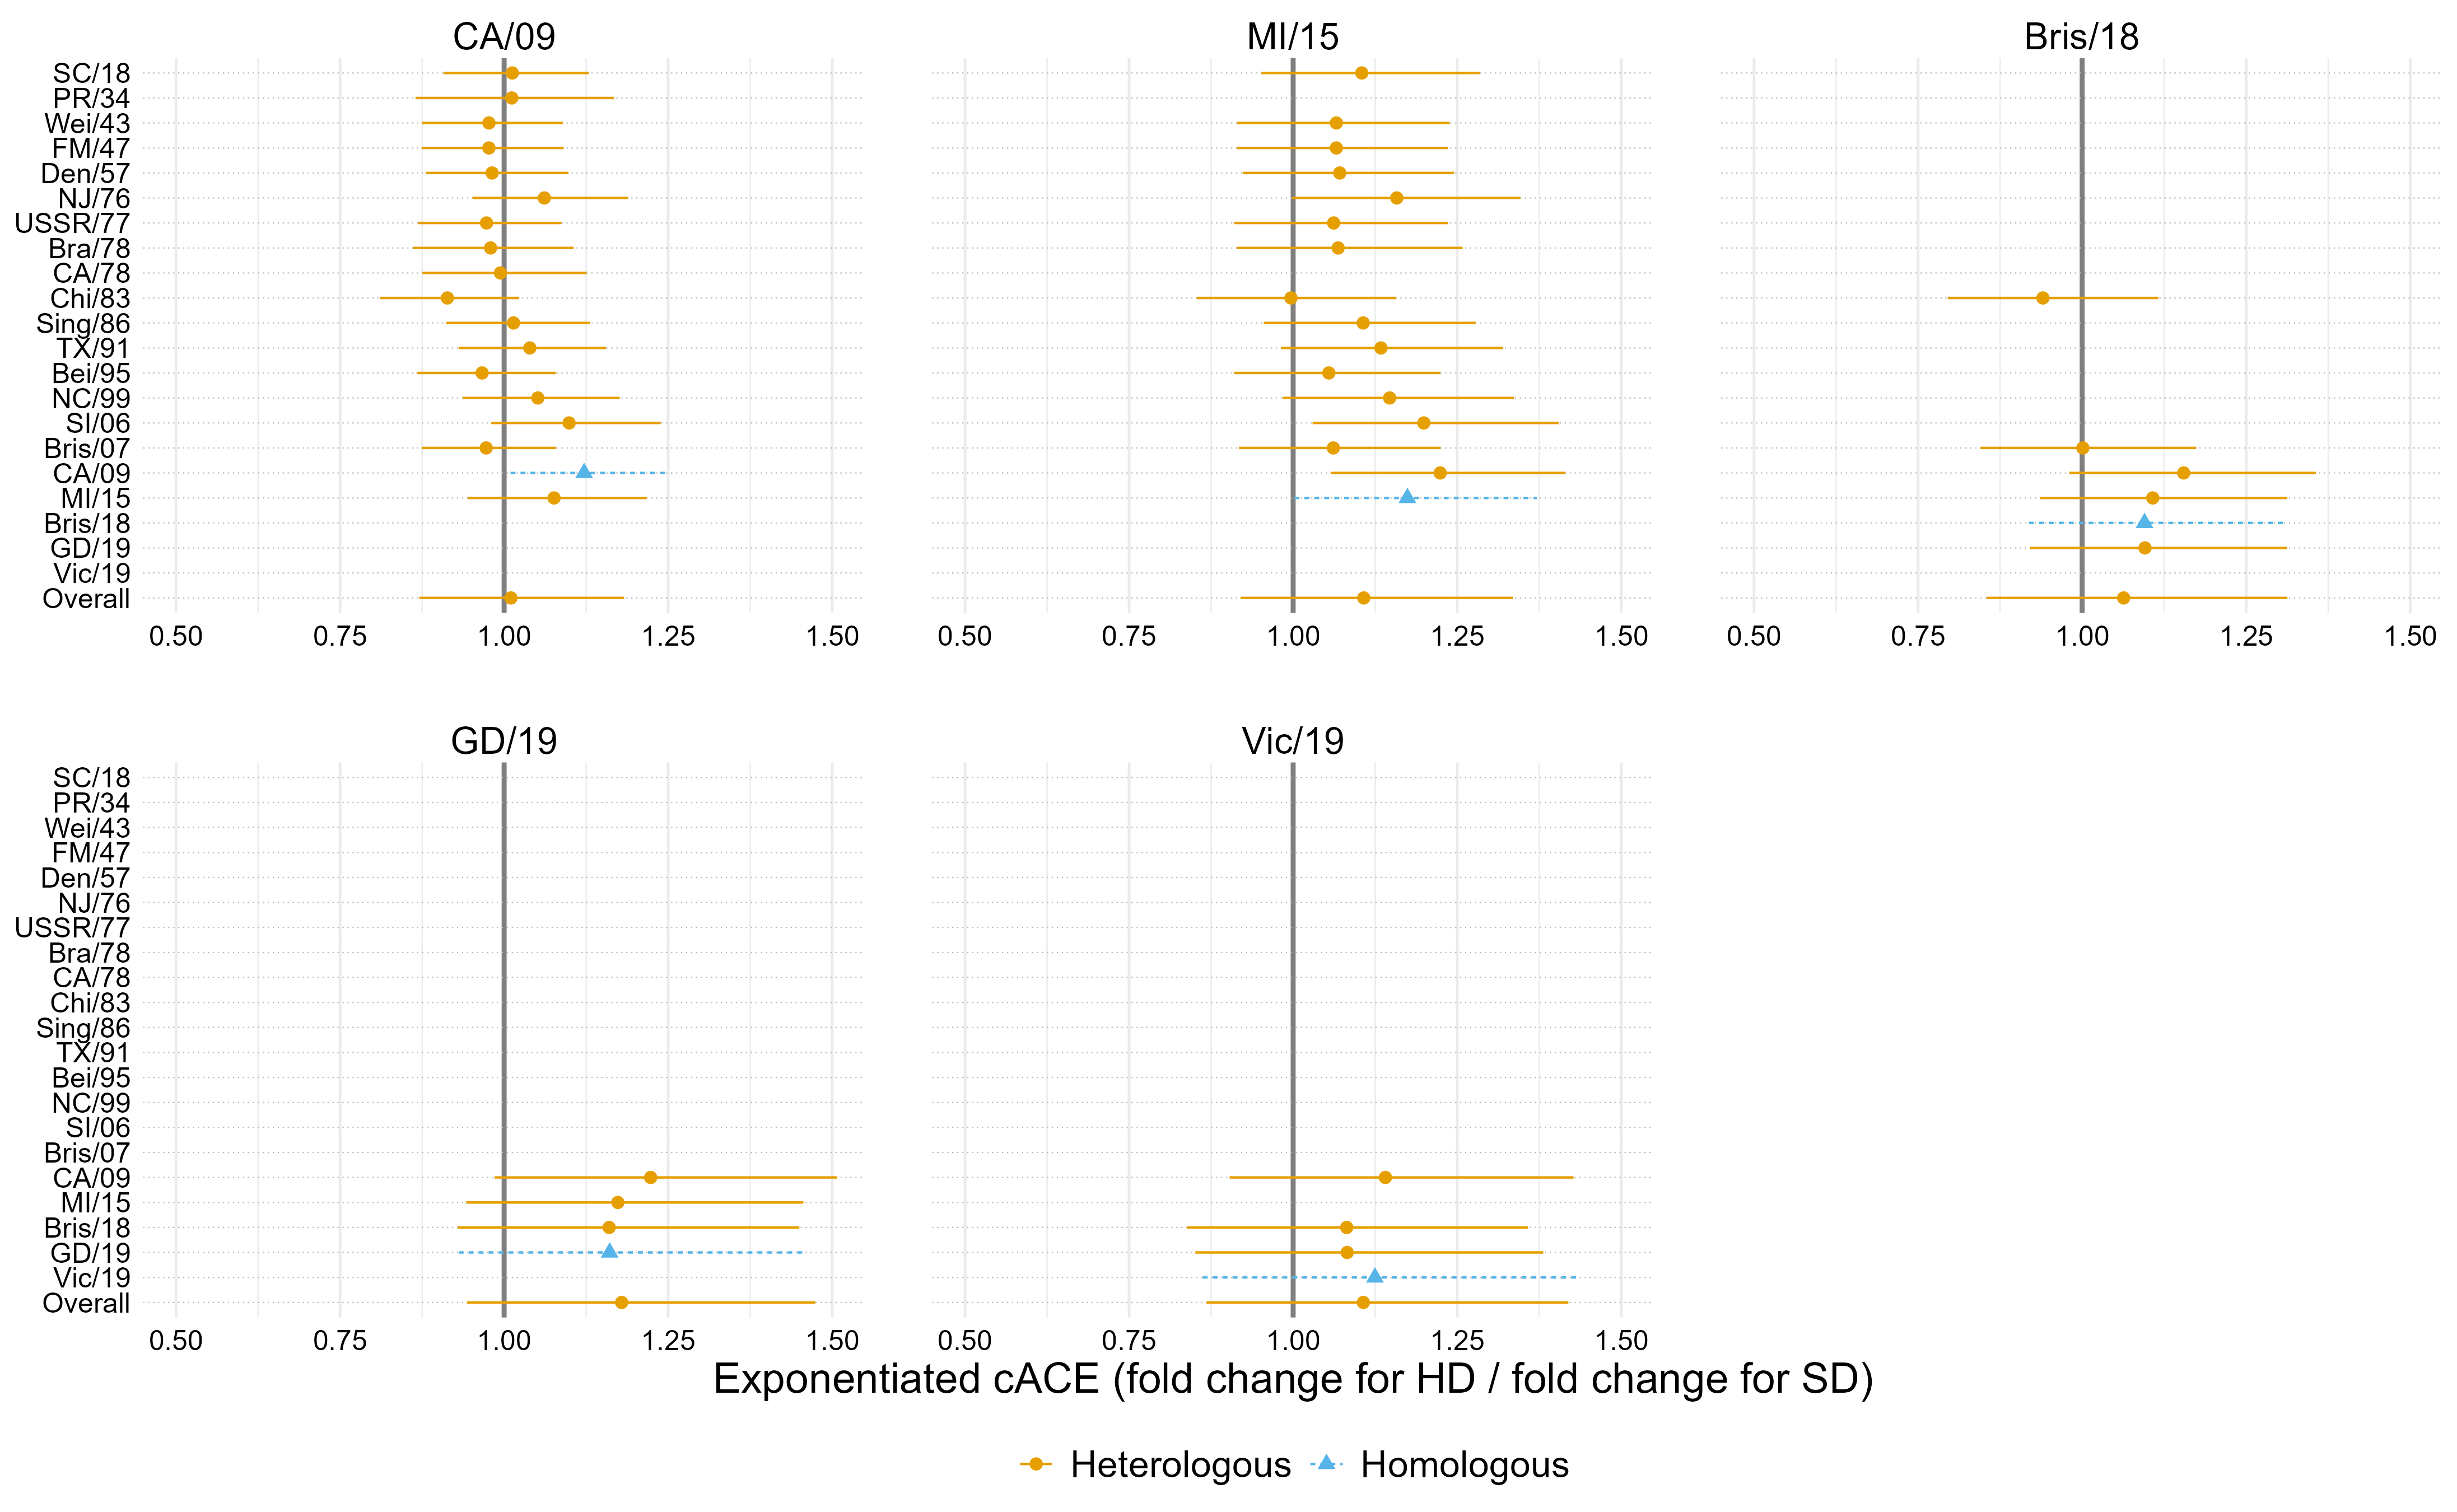 CA/09
MI/15
Bris/18
SC/18
PR/34
Wei/43
FM/47
Den/57
NJ/76
USSR/77
Bra/78
CA/78
Chi/83
Sing/86
TX/91
Bei/95
NC/99
SI/06
Bris/07
CA/09
MI/15
Bris/18
GD/19
Vic/19
Overall
0.50 0.75 1.00 1.25 1.50
0.50 0.75 1.00 1.25 1.50
0.50 0.75 1.00 1.25 1.50
GD/19
Vic/19
SC/18
PR/34
Wei/43
FM/47
Den/57
NJ/76
USSR/77
Bra/78
CA/78
Chi/83
Sing/86
TX/91
Bei/95
NC/99
SI/06
Bris/07
CA/09
MI/15
Bris/18
GD/19
Vic/19
Overall
0.50 0.75 1.00 1.25 1.50
0.50 0.75 1.00 1.25 1.50
Exponentiated cACE (fold change for HD / fold change for SD)
Heterologous Homologous